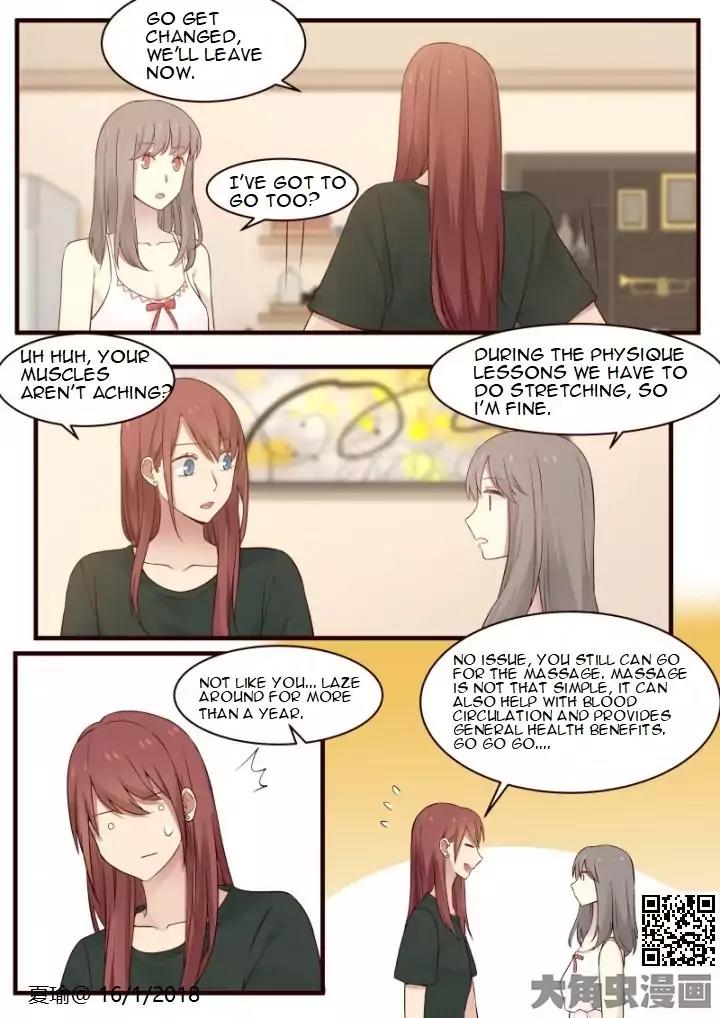 GO GET
CHANGED,
WE'LL LEAVE
NOW.
I'VE GOT TO
GO TOO?
UH HUH, YOUR
MUSCLES
AREN'T ACHING?
DURING THE PHYSIQUE
LESSONS WE HAVE TO
DO STRETCHING, SO
I'M FINE.
NOT LIKE YOU... LAZE
AROUND FOR MORE
THAN A YEAR.
NO ISSUE, YOU STILL CAN GO
FOR THE MASSAGE. MASSAGE
IS NOT THAT SIMPLE, IT CAN
ALSO HELP WITH BLOOD
CIRCULATION AND PROVIDES
GENERAL HEALTH BENEFITS.
GO GO GO....
夏瑜@ 16/1/2018
大角虫漫画